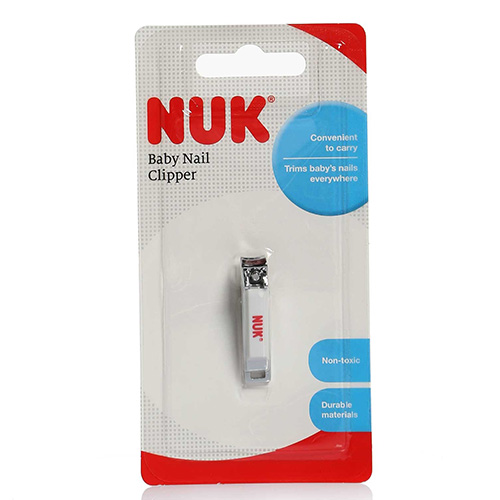 NUK®
Baby Nail
Clipper
Convenient
to carry
Trims baby's nails
everywhere
NUK®
Non-toxic
Durable
materials